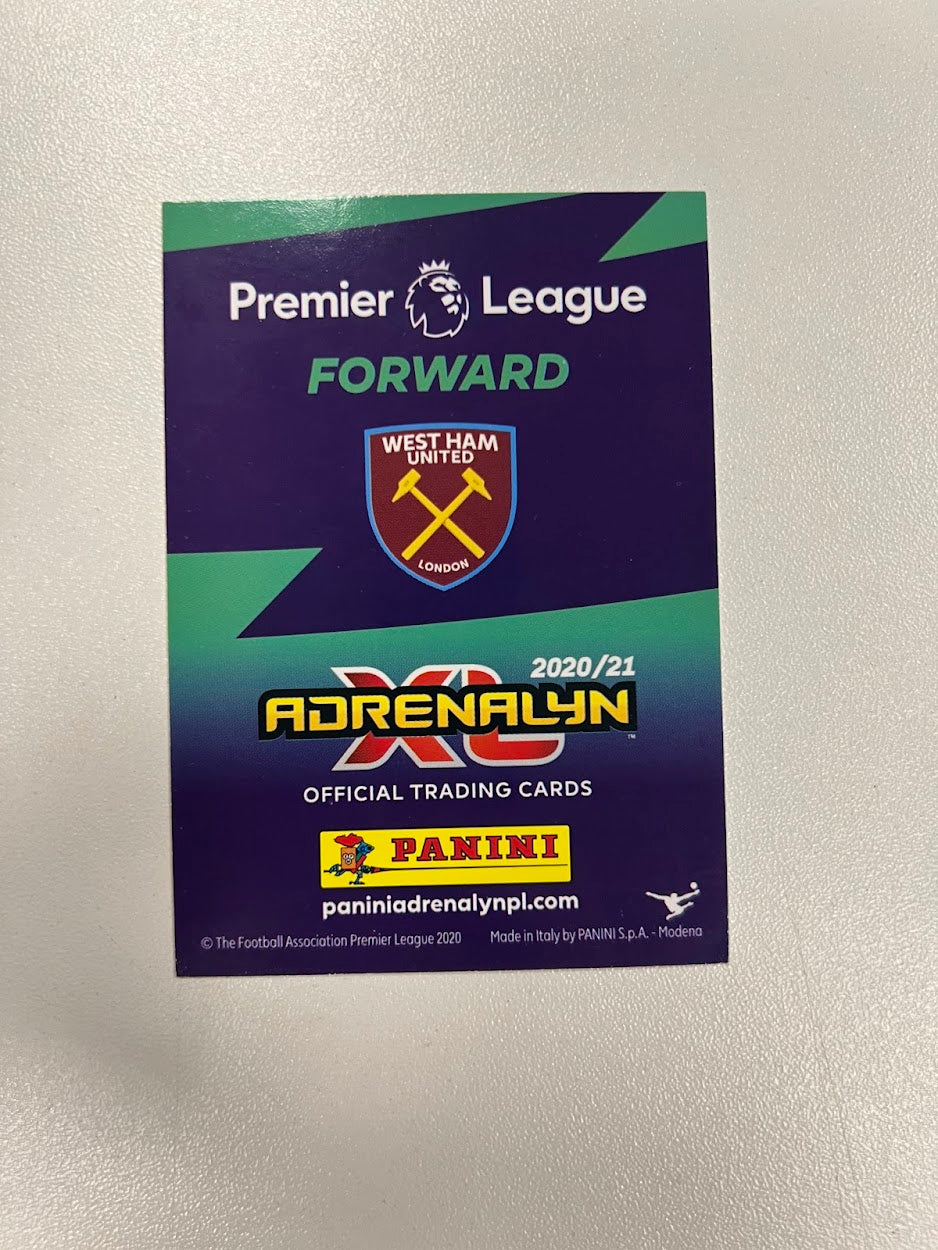 Premier League
FORWARD
WEST HAM
UNITED
LONDON
2020/21
ADRENALYN
XL
™
OFFICIAL TRADING CARDS
PANINI
paniniadrenalynpl.com
© The Football Association Premier League 2020 Made in Italy by PANINI S.p.A. - Modena